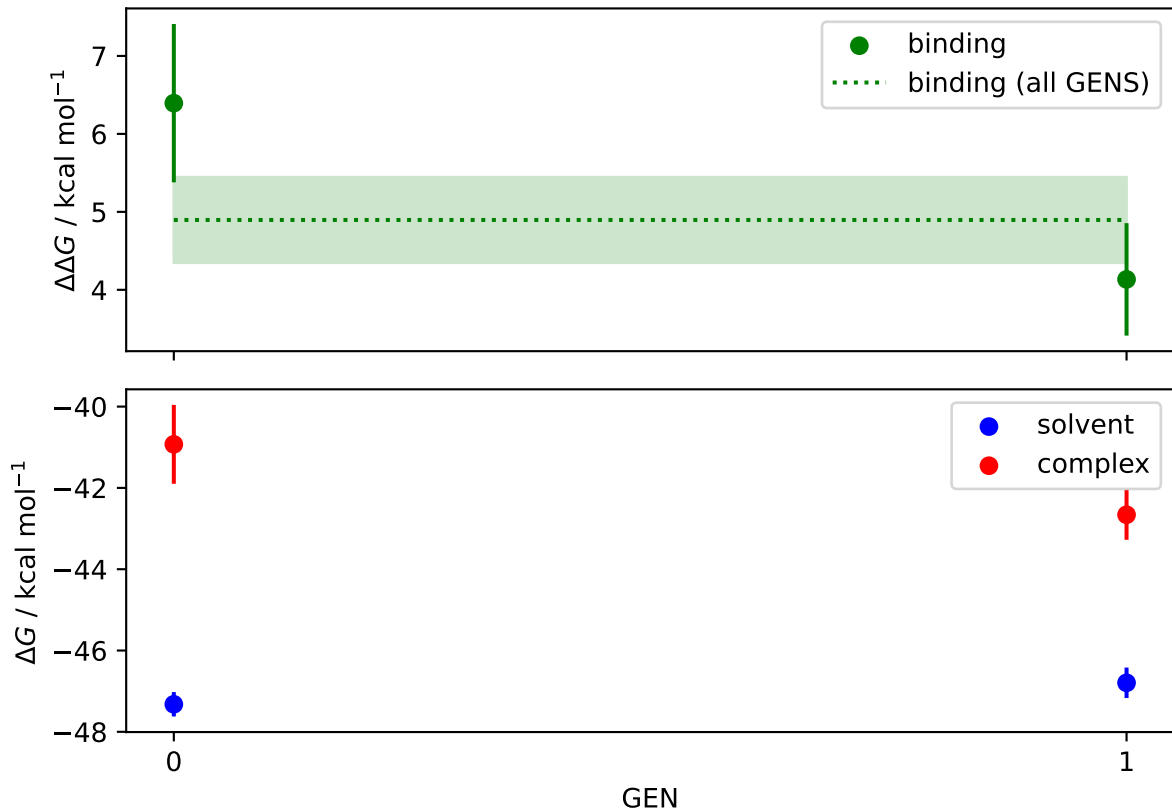 7
6
5
4
ΔΔG / kcal mol⁻¹
binding
binding (all GENS)
−40
−42
−44
−46
−48
ΔG / kcal mol⁻¹
solvent
complex
0
1
GEN